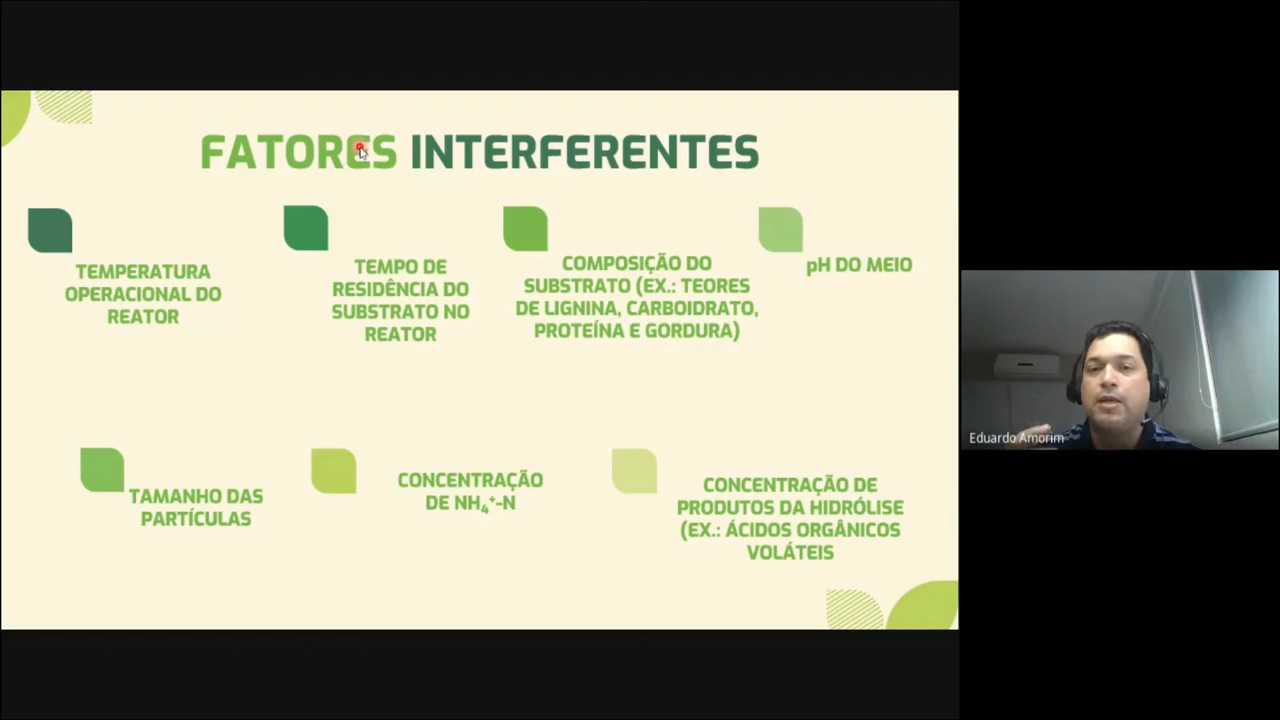 FATORES INTERFERENTES
TEMPERATURA
OPERACIONAL DO
REATOR
TEMPO DE
RESIDÊNCIA DO
SUBSTRATO NO
REATOR
COMPOSIÇÃO DO
SUBSTRATO (EX.: TEORES
DE LIGNINA, CARBOIDRATO,
PROTEÍNA E GORDURA)
pH DO MEIO
TAMANHO DAS
PARTÍCULAS
CONCENTRAÇÃO
DE NH₄⁺-N
CONCENTRAÇÃO DE
PRODUTOS DA HIDRÓLISE
(EX.: ÁCIDOS ORGÂNICOS
VOLÁTEIS
Eduardo Amorim